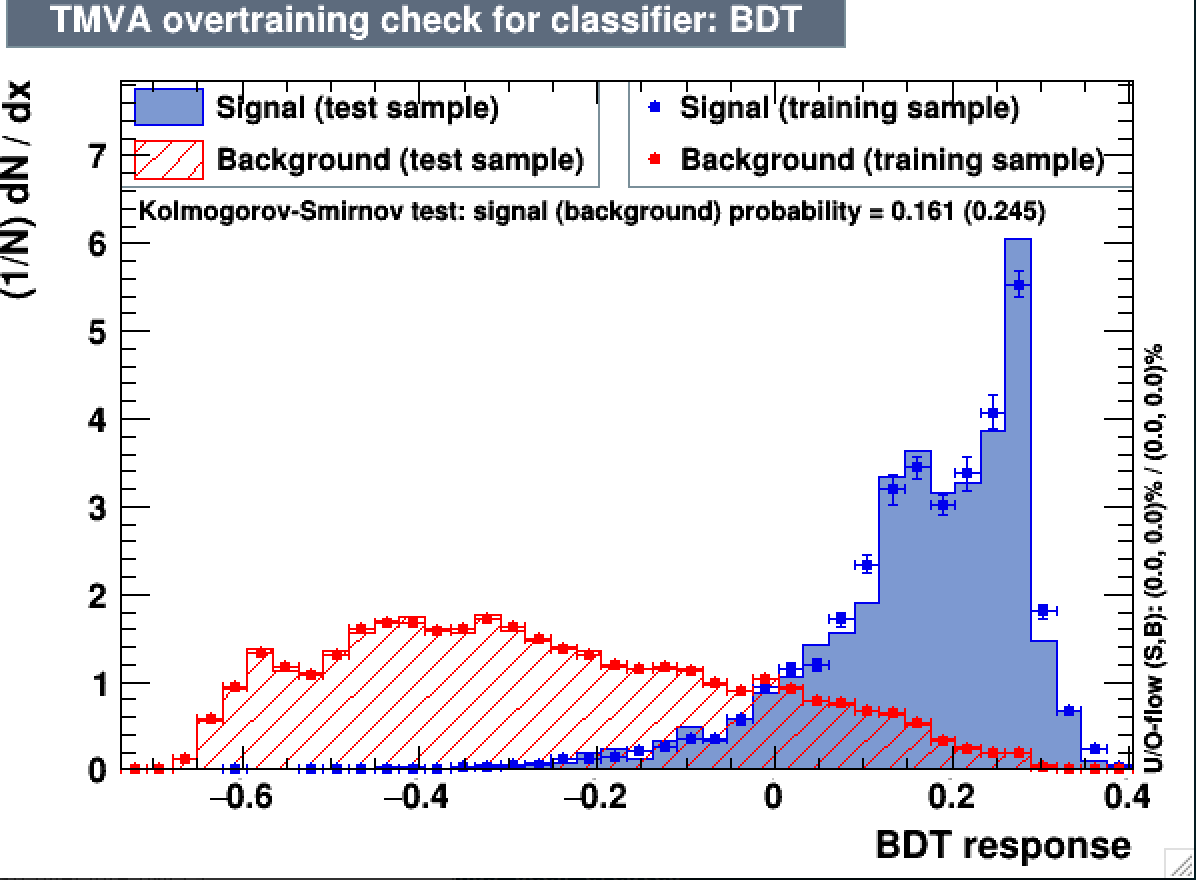 TMVA overtraining check for classifier: BDT
(1/N) dN / dx
Signal (test sample)
Background (test sample)
Signal (training sample)
Background (training sample)
Kolmogorov-Smirnov test: signal (background) probability = 0.161 (0.245)
7
6
5
4
3
2
1
0
−0.6 −0.4 −0.2 0 0.2 0.4
BDT response
U/O-flow (S,B): (0.0, 0.0)% / (0.0, 0.0)%